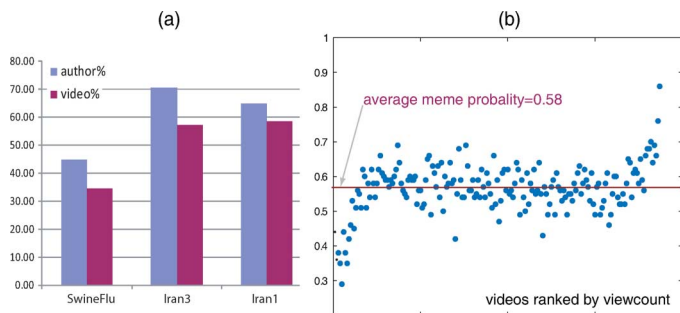 (a)
80.00
70.00
60.00
50.00
40.00
30.00
20.00
10.00
0.00
author%
video%
SwineFlu
Iran3
Iran1
(b)
1
0.9
0.8
0.7
0.6
0.5
0.4
0.3
average meme probality=0.58
videos ranked by viewcount